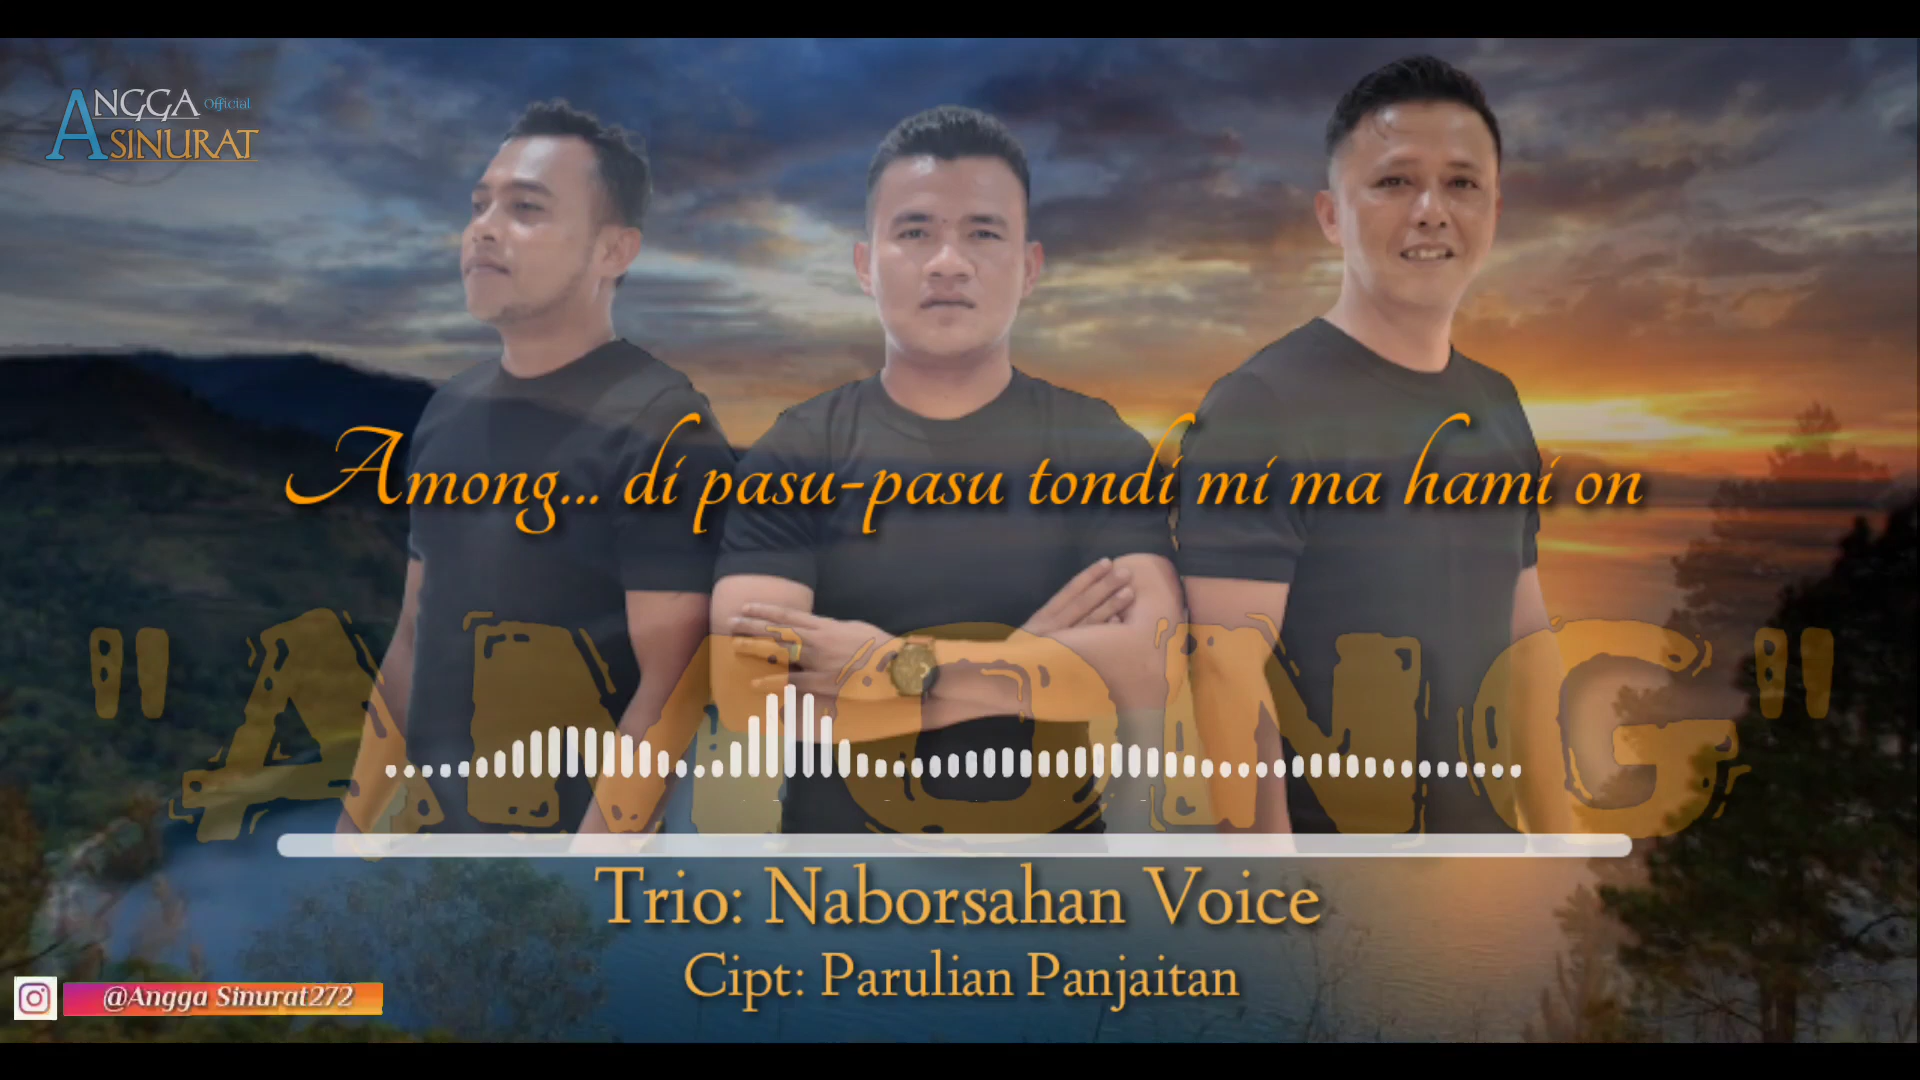 ANGGA Official
SINURAT
Among... di pasu-pasu tondi mi ma hami on
"AMONG"
Trio: Naborsahan Voice
Cipt: Parulian Panjaitan
@Angga Sinurat272